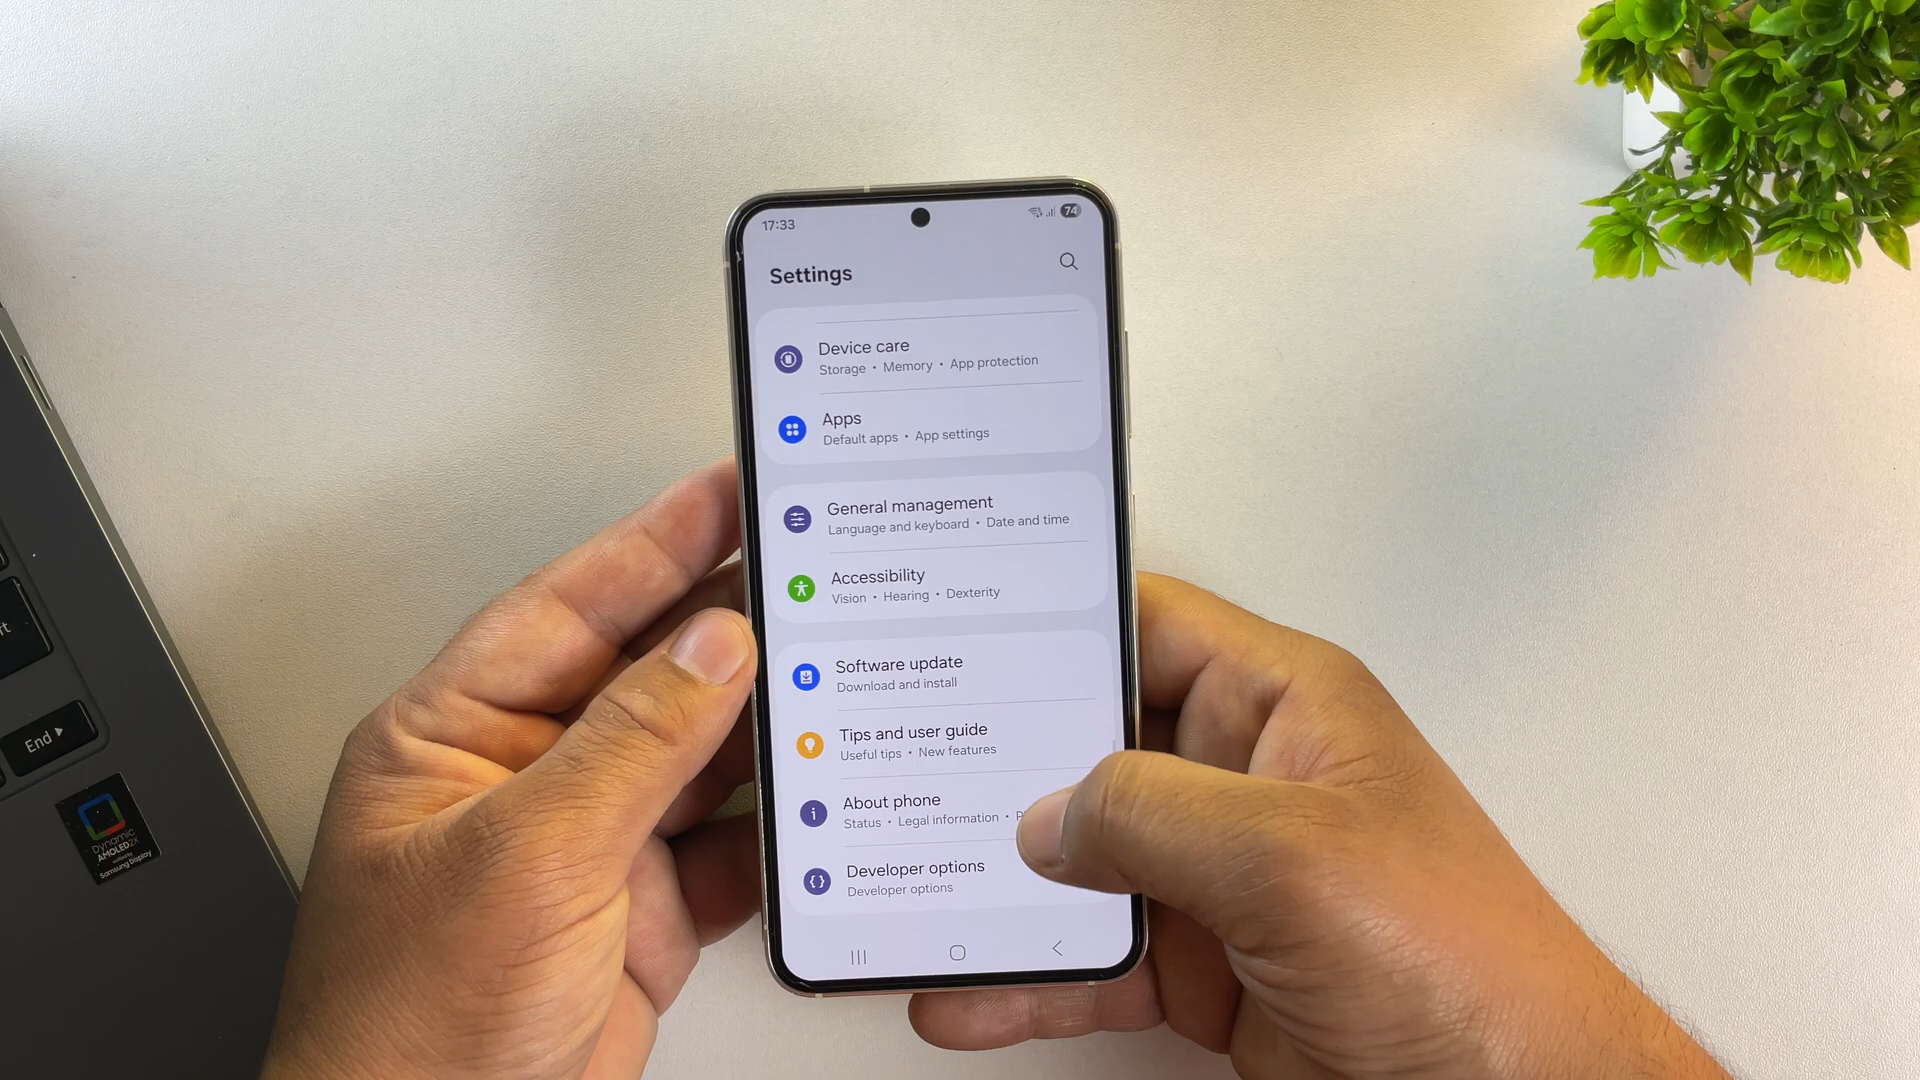 17:33
74
Settings
Device care
Storage • Memory • App protection
Apps
Default apps • App settings
General management
Language and keyboard • Date and time
Accessibility
Vision • Hearing • Dexterity
Software update
Download and install
Tips and user guide
Useful tips • New features
About phone
Status • Legal information •
Developer options
Developer options
End
Dynamic
AMOLED 2X
Samsung Display